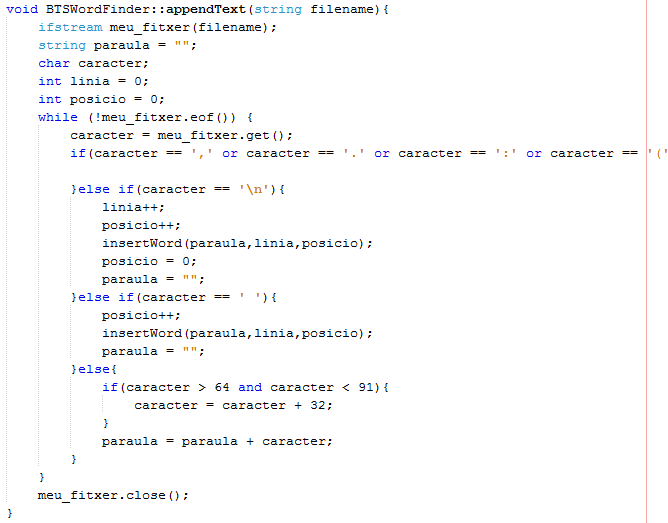 void BTSWordFinder::appendText(string filename){
    ifstream meu_fitxer(filename);
    string paraula = "";
    char caracter;
    int linia = 0;
    int posicio = 0;
    while (!meu_fitxer.eof()) {
        caracter = meu_fitxer.get();
        if(caracter == ',' or caracter == '.' or caracter == ':' or caracter == '('

        }else if(caracter == '\n'){
            linia++;
            posicio++;
            insertWord(paraula,linia,posicio);
            posicio = 0;
            paraula = "";
        }else if(caracter == ' '){
            posicio++;
            insertWord(paraula,linia,posicio);
            paraula = "";
        }else{
            if(caracter > 64 and caracter < 91){
                caracter = caracter + 32;
            }
            paraula = paraula + caracter;
        }
    }
    meu_fitxer.close();
}